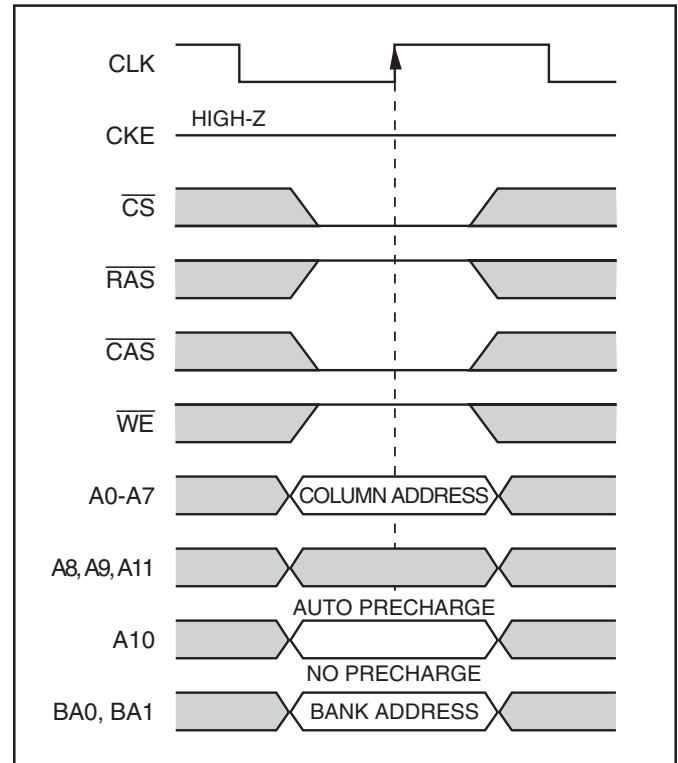 CLK
HIGH-Z
CKE
CS
RAS
CAS
WE
A0-A7 COLUMN ADDRESS
A8, A9, A11
AUTO PRECHARGE
A10
NO PRECHARGE
BA0, BA1 BANK ADDRESS